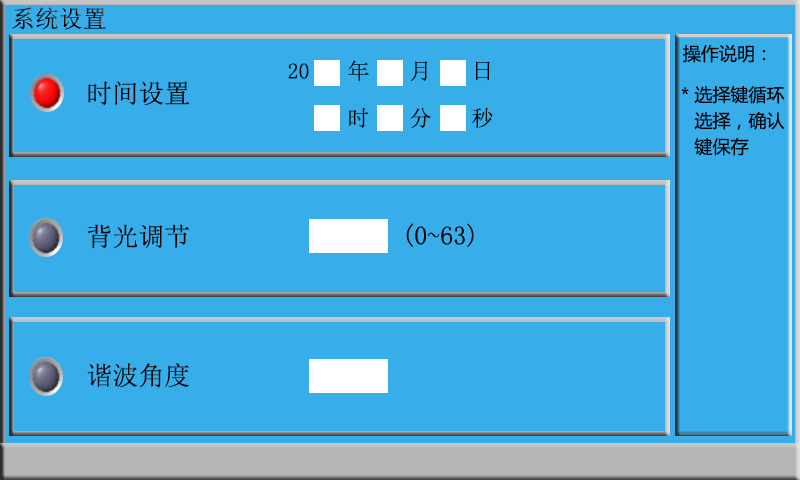 系统设置
时间设置
20 年 月 日
时 分 秒
背光调节
(0~63)
谐波角度
操作说明：
* 选择键循环
选择，确认
键保存